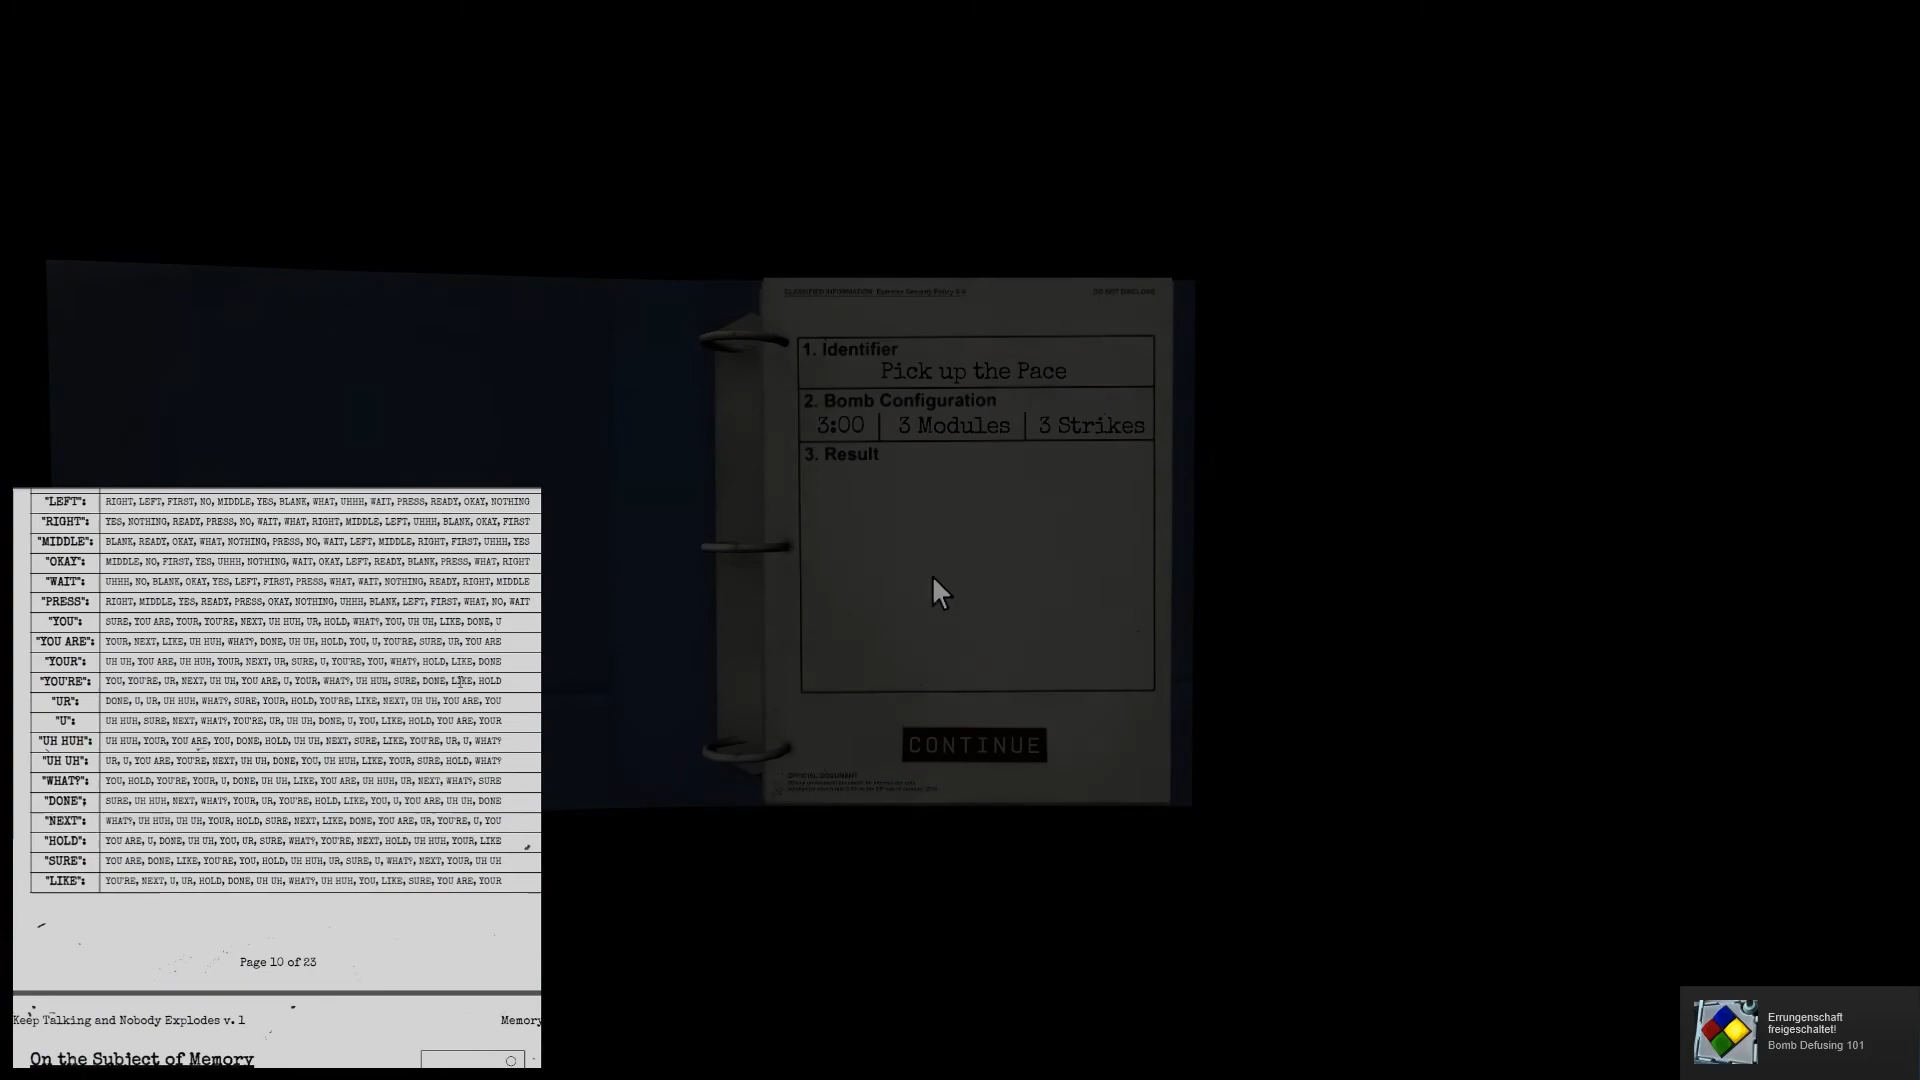 CLASSIFIED INFORMATION
DO NOT DISCLOSE
1. Identifier
Pick up the Pace
2. Bomb Configuration
3:00 3 Modules 3 Strikes
3. Result
CONTINUE
OFFICIAL DOCUMENT
"LEFT": RIGHT, LEFT, FIRST, NO, MIDDLE, YES, BLANK, WHAT, UHHH, WAIT, PRESS, READY, OKAY, NOTHING
"RIGHT": YES, NOTHING, READY, PRESS, NO, WAIT, WHAT, RIGHT, MIDDLE, LEFT, UHHH, BLANK, OKAY, FIRST
"MIDDLE": BLANK, READY, OKAY, WHAT, NOTHING, PRESS, NO, WAIT, LEFT, MIDDLE, RIGHT, FIRST, UHHH, YES
"OKAY": MIDDLE, NO, FIRST, YES, UHHH, NOTHING, WAIT, OKAY, LEFT, READY, BLANK, PRESS, WHAT, RIGHT
"WAIT": UHHH, NO, BLANK, OKAY, YES, LEFT, FIRST, PRESS, WHAT, WAIT, NOTHING, READY, RIGHT, MIDDLE
"PRESS": RIGHT, MIDDLE, YES, READY, PRESS, OKAY, NOTHING, UHHH, BLANK, LEFT, FIRST, WHAT, NO, WAIT
"YOU": SURE, YOU ARE, YOUR, YOU'RE, NEXT, UH HUH, UR, HOLD, WHAT?, YOU, UH UH, LIKE, DONE, U
"YOU ARE": YOUR, NEXT, LIKE, UH HUH, WHAT?, DONE, UH UH, HOLD, YOU, U, YOU'RE, SURE, UR, YOU ARE
"YOUR": UH UH, YOU ARE, UH HUH, YOUR, NEXT, UR, SURE, U, YOU'RE, YOU, WHAT?, HOLD, LIKE, DONE
"YOU'RE": YOU, YOU'RE, UR, NEXT, UH UH, YOU ARE, U, YOUR, WHAT?, UH HUH, SURE, DONE, LIKE, HOLD
"UR": DONE, U, UR, UH HUH, WHAT?, SURE, YOUR, HOLD, YOU'RE, LIKE, NEXT, UH UH, YOU ARE, YOU
"U": UH HUH, SURE, NEXT, WHAT?, YOU'RE, UR, UH UH, DONE, U, YOU, LIKE, HOLD, YOU ARE, YOUR
"UH HUH": UH HUH, YOUR, YOU ARE, YOU, DONE, HOLD, UH UH, NEXT, SURE, LIKE, YOU'RE, UR, U, WHAT?
"UH UH": UR, U, YOU ARE, YOU'RE, NEXT, UH UH, DONE, YOU, UH HUH, LIKE, YOUR, SURE, HOLD, WHAT?
"WHAT?": YOU, HOLD, YOU'RE, YOUR, U, DONE, UH UH, LIKE, YOU ARE, UH HUH, UR, NEXT, WHAT?, SURE
"DONE": SURE, UH HUH, NEXT, WHAT?, YOUR, UR, YOU'RE, HOLD, LIKE, YOU, U, YOU ARE, UH UH, DONE
"NEXT": WHAT?, UH HUH, UH UH, YOUR, HOLD, SURE, NEXT, LIKE, DONE, YOU ARE, UR, YOU'RE, U, YOU
"HOLD": YOU ARE, U, DONE, UH UH, YOU, UR, SURE, WHAT?, YOU'RE, NEXT, HOLD, UH HUH, YOUR, LIKE
"SURE": YOU ARE, DONE, LIKE, YOU'RE, YOU, HOLD, UH HUH, UR, SURE, U, WHAT?, NEXT, YOUR, UH UH
"LIKE": YOU'RE, NEXT, U, UR, HOLD, DONE, UH UH, WHAT?, UH HUH, YOU, LIKE, SURE, YOU ARE, YOUR
Page 10 of 23
Keep Talking and Nobody Explodes v. 1
Memory
On the Subject of Memory
Errungenschaft
freigeschaltet!
Bomb Defusing 101